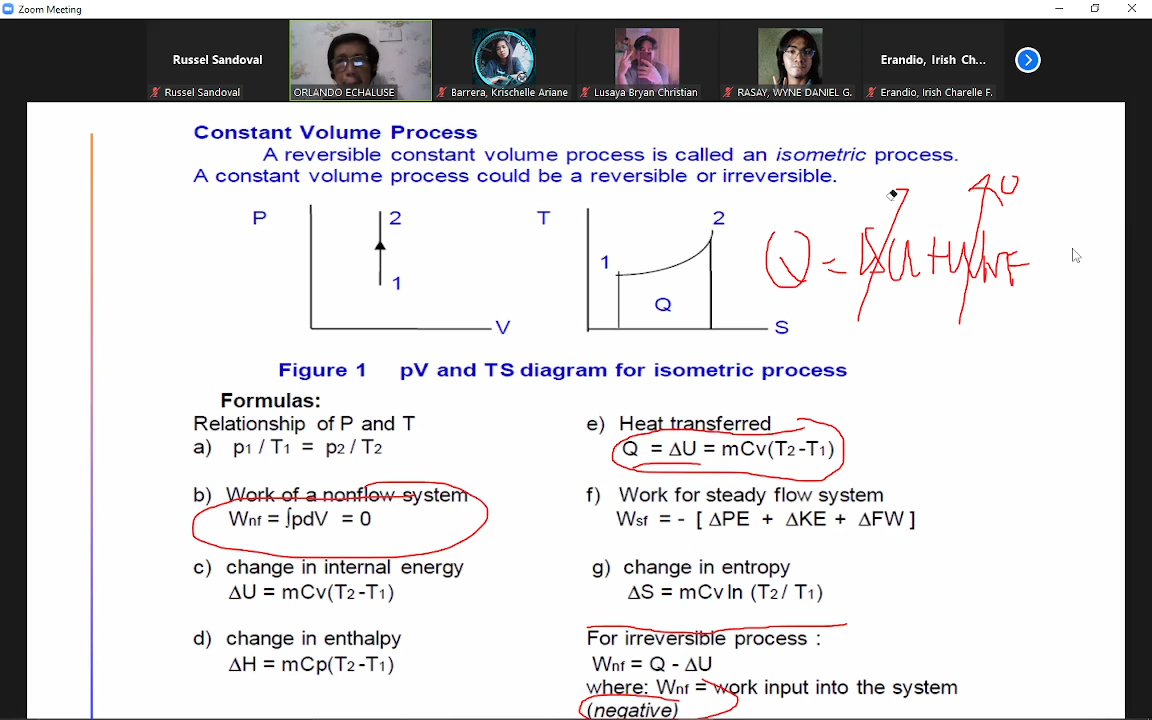 Zoom Meeting
Russel Sandoval
Erandio, Irish Ch...
Russel Sandoval
ORLANDO ECHALUSE
Barrera, Krischelle Ariane
Lusaya Bryan Christian
RASAY, WYNE DANIEL G.
Erandio, Irish Charelle F.
Constant Volume Process
A reversible constant volume process is called an isometric process.
A constant volume process could be a reversible or irreversible.
P
2
1
V
T
2
1
Q
S
Q = ΔU + WNF
0
Figure 1 pV and TS diagram for isometric process
Formulas:
Relationship of P and T
a) p1 / T1 = p2 / T2
b) Work of a nonflow system
Wnf = ∫pdV = 0
c) change in internal energy
ΔU = mCv(T2 -T1)
d) change in enthalpy
ΔH = mCp(T2 -T1)
e) Heat transferred
Q = ΔU = mCv(T2 -T1)
f) Work for steady flow system
Wsf = - [ ΔPE + ΔKE + ΔFW ]
g) change in entropy
ΔS = mCv ln (T2 / T1)
For irreversible process :
Wnf = Q - ΔU
where: Wnf = work input into the system
(negative)